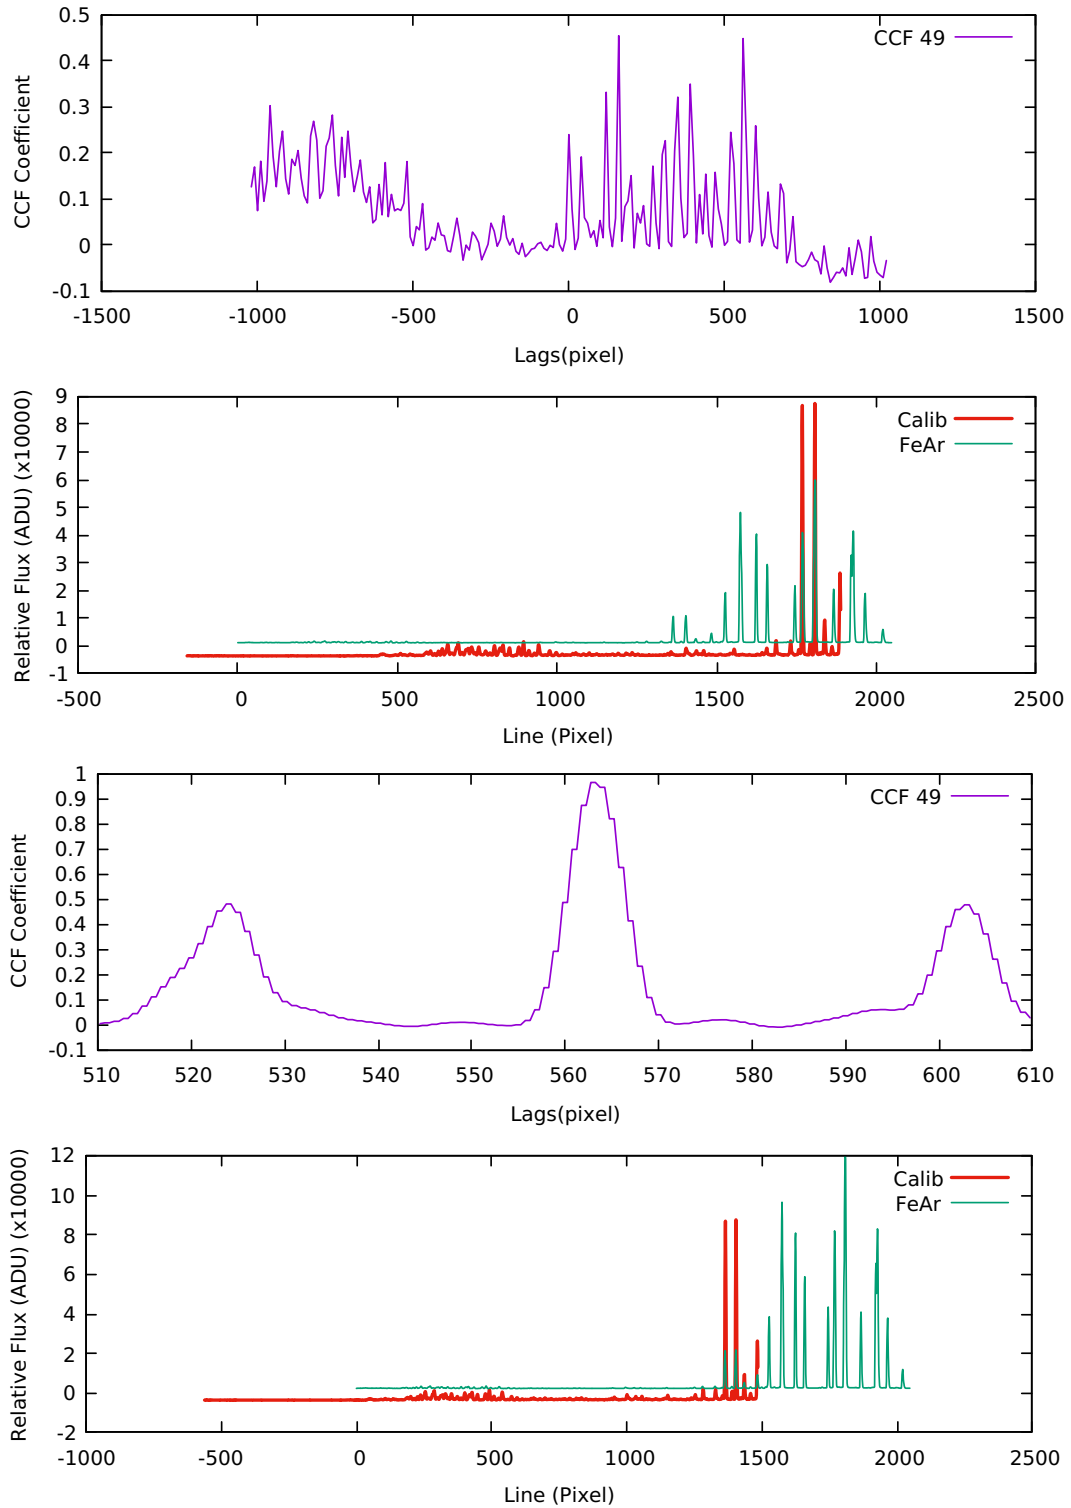 0.5
0.4
0.3
0.2
0.1
0
-0.1
CCF Coefficient
CCF 49
-1500 -1000 -500 0 500 1000 1500
Lags(pixel)
9
8
7
6
5
4
3
2
1
0
-1
Relative Flux (ADU) (x10000)
Calib
FeAr
-500 0 500 1000 1500 2000 2500
Line (Pixel)
1
0.9
0.8
0.7
0.6
0.5
0.4
0.3
0.2
0.1
0
-0.1
CCF Coefficient
CCF 49
510 520 530 540 550 560 570 580 590 600 610
Lags(pixel)
12
10
8
6
4
2
0
-2
Relative Flux (ADU) (x10000)
Calib
FeAr
-1000 -500 0 500 1000 1500 2000 2500
Line (Pixel)